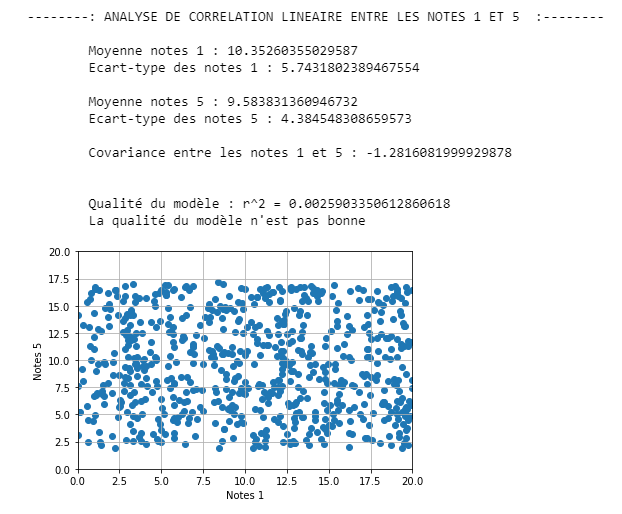 --------: ANALYSE DE CORRELATION LINEAIRE ENTRE LES NOTES 1 ET 5  :--------
Moyenne notes 1 : 10.35260355029587
Ecart-type des notes 1 : 5.7431802389467554
Moyenne notes 5 : 9.583831360946732
Ecart-type des notes 5 : 4.384548308659573
Covariance entre les notes 1 et 5 : -1.2816081999929878
Qualité du modèle : r^2 = 0.0025903350612860618
La qualité du modèle n'est pas bonne
20.0
17.5
15.0
12.5
10.0
7.5
5.0
2.5
0.0
Notes 5
0.0 2.5 5.0 7.5 10.0 12.5 15.0 17.5 20.0
Notes 1